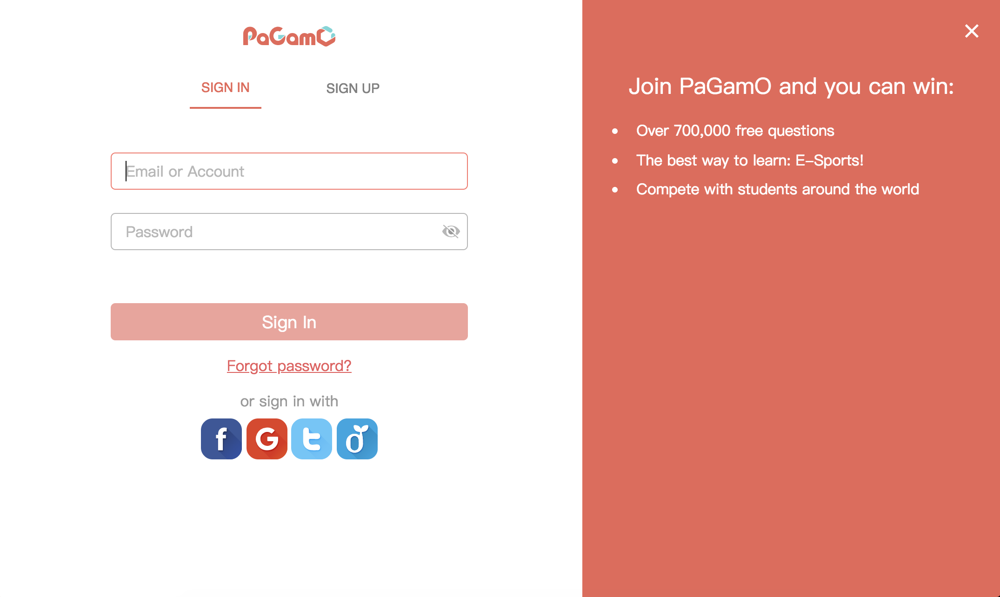 PaGamO
SIGN IN
SIGN UP
Email or Account
Password
Sign In
Forgot password?
or sign in with
Join PaGamO and you can win:
• Over 700,000 free questions
• The best way to learn: E-Sports!
• Compete with students around the world